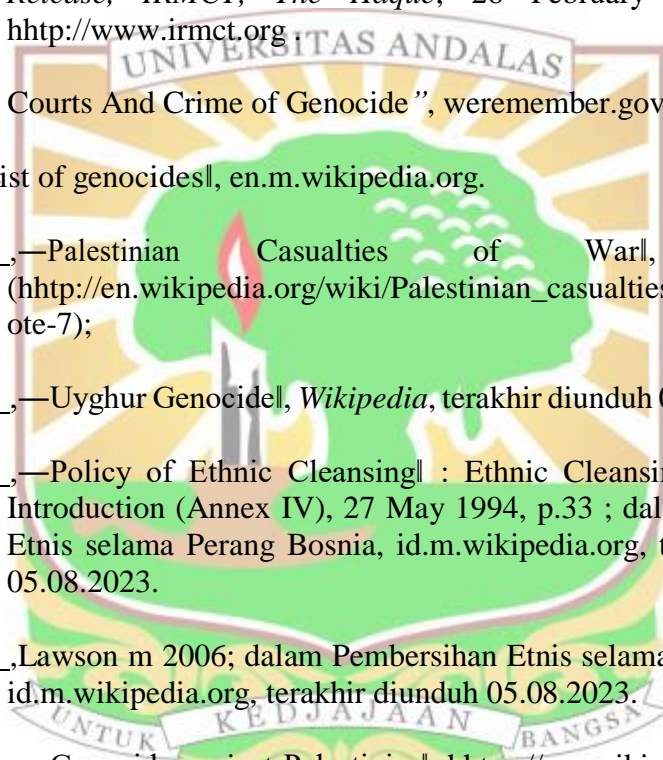 Release, IRMCT, The Haque, 28 February
hhtp://www.irmct.org .
UNIVERSITAS ANDALAS
Courts And Crime of Genocide”, weremember.gov
ist of genocides‖, en.m.wikipedia.org.
_,―Palestinian Casualties of War‖,
(hhtp://en.wikipedia.org/wiki/Palestinian_casualties
ote-7);
_,―Uyghur Genocide‖, Wikipedia, terakhir diunduh
_,―Policy of Ethnic Cleansing‖ : Ethnic Cleansin
Introduction (Annex IV), 27 May 1994, p.33 ; dal
Etnis selama Perang Bosnia, id.m.wikipedia.org, t
05.08.2023.
_,Lawson m 2006; dalam Pembersihan Etnis selama
id.m.wikipedia.org, terakhir diunduh 05.08.2023.
UNTUK KEDJAJAAN BANGSA